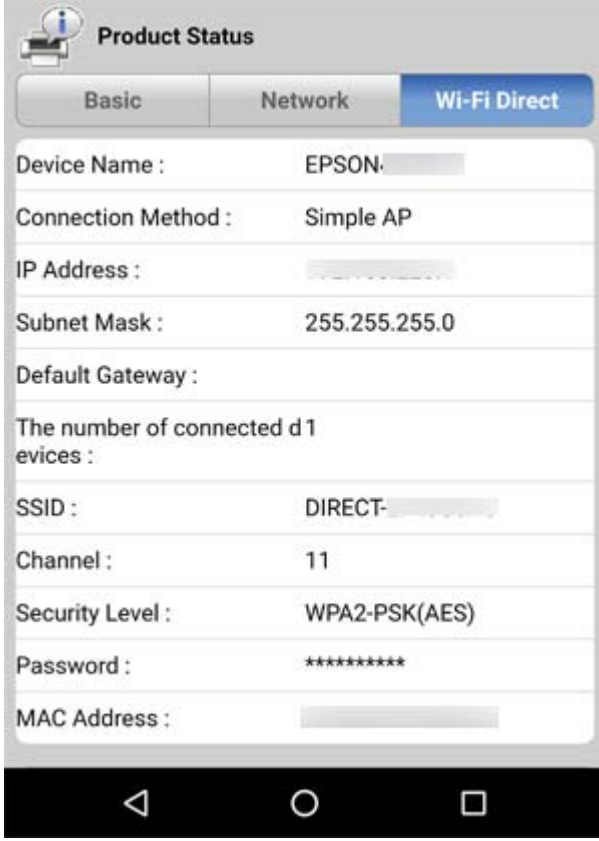 Product Status
Basic Network Wi-Fi Direct
Device Name : EPSON
Connection Method : Simple AP
IP Address :
Subnet Mask : 255.255.255.0
Default Gateway :
The number of connected d 1
evices :
SSID : DIRECT-
Channel : 11
Security Level : WPA2-PSK(AES)
Password : **********
MAC Address :